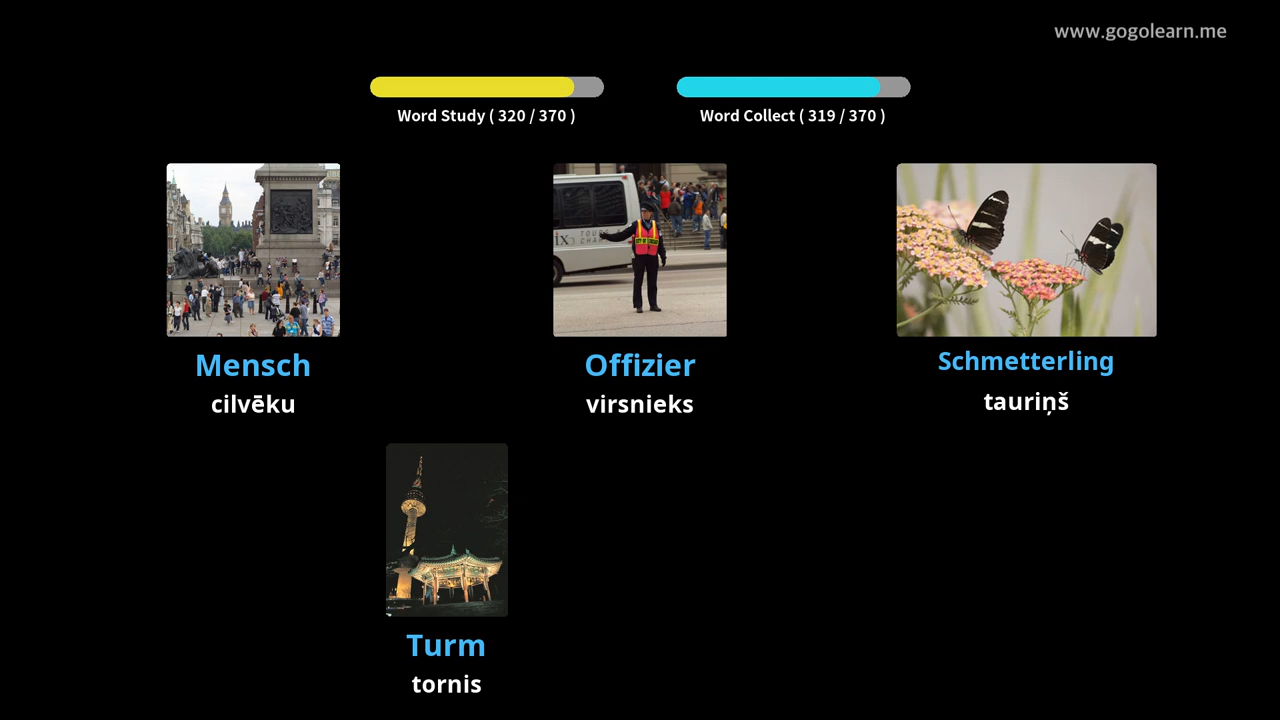 www.gogolearn.me
Word Study ( 320 / 370 )
Word Collect ( 319 / 370 )
Mensch
cilvēku
Offizier
virsnieks
Schmetterling
tauriņš
Turm
tornis